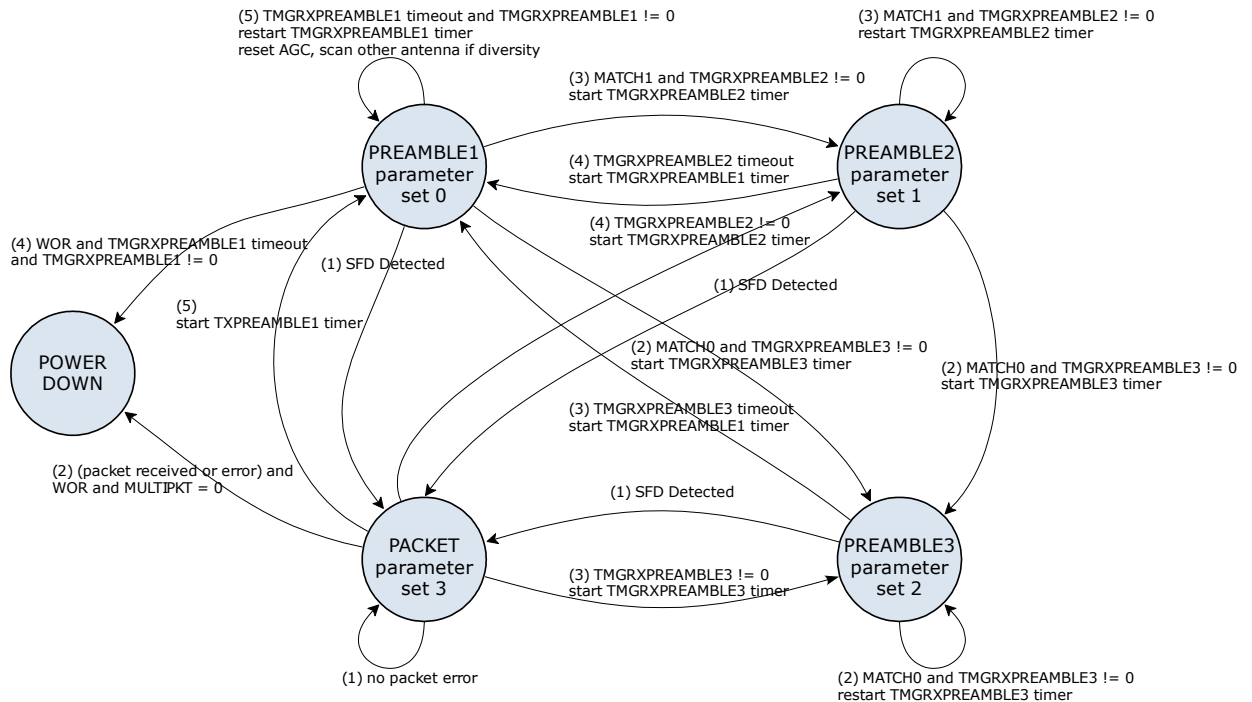 (5) TMGRXPREAMBLE1 timeout and TMGRXPREAMBLE1 != 0
restart TMGRXPREAMBLE1 timer
reset AGC, scan other antenna if diversity
(3) MATCH1 and TMGRXPREAMBLE2 != 0
restart TMGRXPREAMBLE2 timer
(3) MATCH1 and TMGRXPREAMBLE2 != 0
start TMGRXPREAMBLE2 timer
PREAMBLE1
parameter
set 0
PREAMBLE2
parameter
set 1
(4) TMGRXPREAMBLE2 timeout
start TMGRXPREAMBLE1 timer
(4) TMGRXPREAMBLE2 != 0
start TMGRXPREAMBLE2 timer
(4) WOR and TMGRXPREAMBLE1 timeout
and TMGRXPREAMBLE1 != 0
(1) SFD Detected
(1) SFD Detected
(5)
start TXPREAMBLE1 timer
POWER
DOWN
(2) MATCH0 and TMGRXPREAMBLE3 != 0
start TMGRXPREAMBLE3 timer
(2) MATCH0 and TMGRXPREAMBLE3 != 0
start TMGRXPREAMBLE3 timer
(3) TMGRXPREAMBLE3 timeout
start TMGRXPREAMBLE1 timer
(2) (packet received or error) and
WOR and MULTIPKT = 0
(1) SFD Detected
PACKET
parameter
set 3
PREAMBLE3
parameter
set 2
(3) TMGRXPREAMBLE3 != 0
start TMGRXPREAMBLE3 timer
(1) no packet error
(2) MATCH0 and TMGRXPREAMBLE3 != 0
restart TMGRXPREAMBLE3 timer